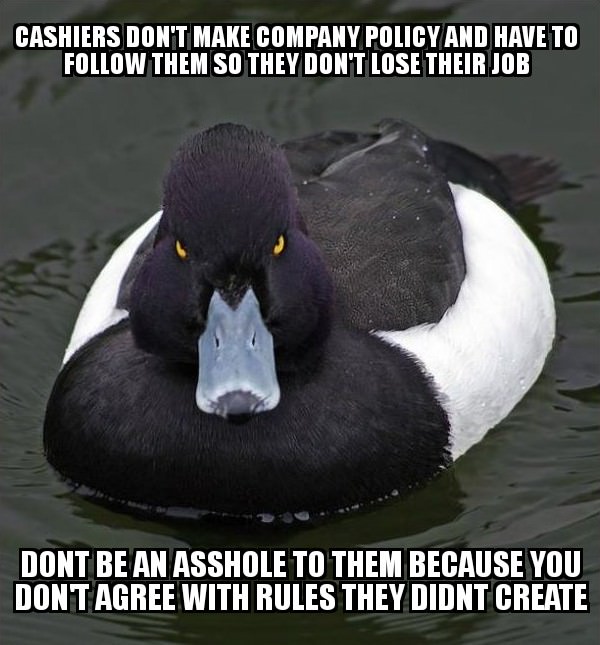 CASHIERS DON'T MAKE COMPANY POLICY AND HAVE TO
FOLLOW THEM SO THEY DON'T LOSE THEIR JOB
DONT BE AN ASSHOLE TO THEM BECAUSE YOU
DON'T AGREE WITH RULES THEY DIDNT CREATE